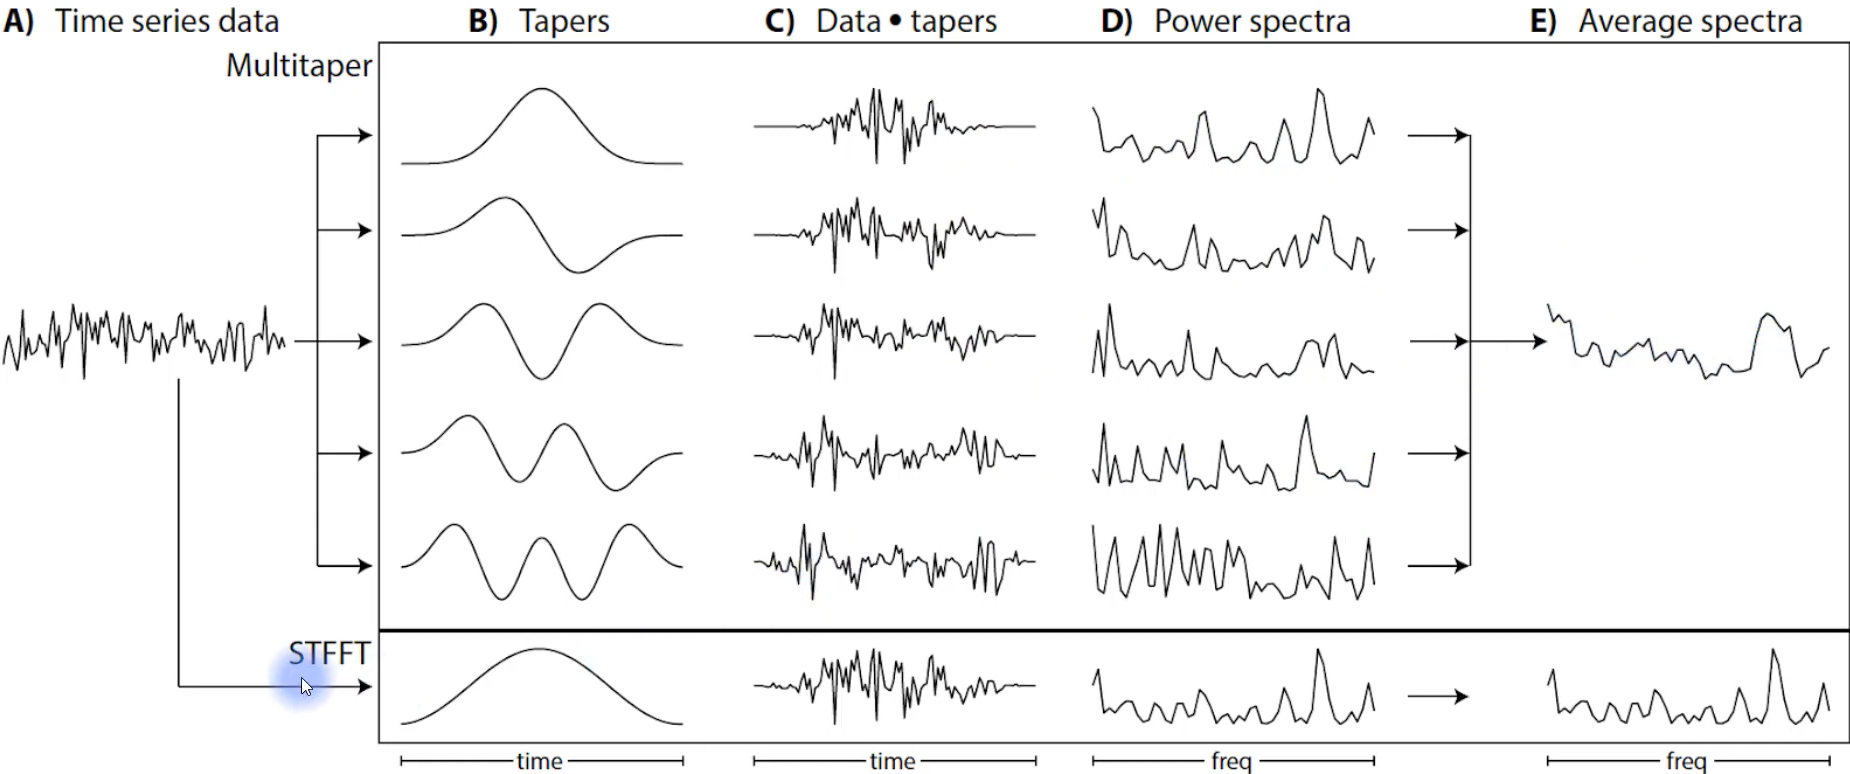 A) Time series data
B) Tapers
C) Data • tapers
D) Power spectra
E) Average spectra
Multitaper
STFFT
time
time
freq
freq